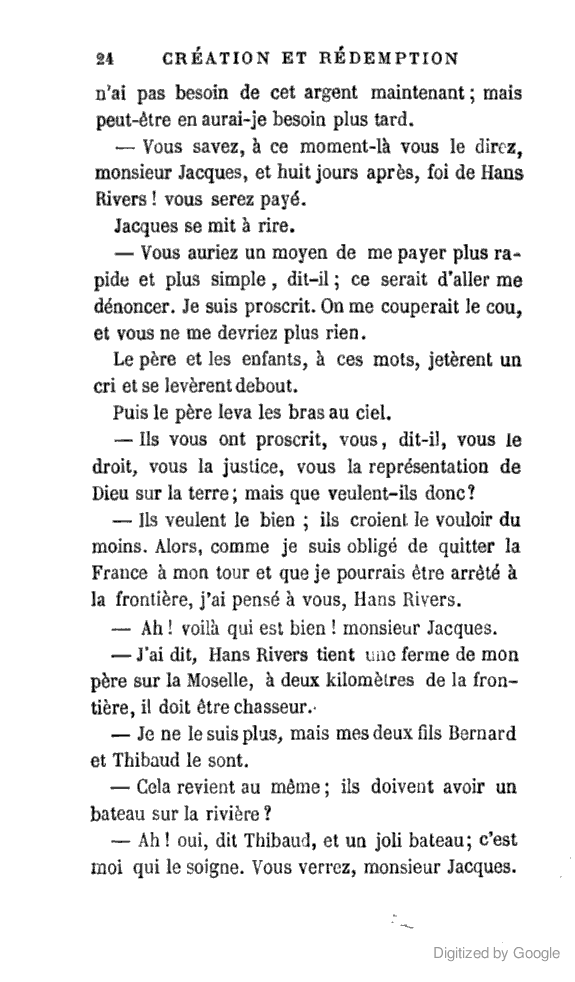 24 CRÉATION ET RÉDEMPTION
n'ai pas besoin de cet argent maintenant ; mais
peut-être en aurai-je besoin plus tard.
— Vous savez, à ce moment-là vous le direz,
monsieur Jacques, et huit jours après, foi de Hans
Rivers ! vous serez payé.
Jacques se mit à rire.
— Vous auriez un moyen de me payer plus ra-
pide et plus simple, dit-il ; ce serait d'aller me
dénoncer. Je suis proscrit. On me couperait le cou,
et vous ne me devriez plus rien.
Le père et les enfants, à ces mots, jetèrent un
cri et se levèrent debout.
Puis le père leva les bras au ciel.
— Ils vous ont proscrit, vous, dit-il, vous le
droit, vous la justice, vous la représentation de
Dieu sur la terre ; mais que veulent-ils donc ?
— Ils veulent le bien ; ils croient le vouloir du
moins. Alors, comme je suis obligé de quitter la
France à mon tour et que je pourrais être arrêté à
la frontière, j'ai pensé à vous, Hans Rivers.
— Ah ! voilà qui est bien ! monsieur Jacques.
— J'ai dit, Hans Rivers tient une ferme de mon
père sur la Moselle, à deux kilomètres de la fron-
tière, il doit être chasseur.
— Je ne le suis plus, mais mes deux fils Bernard
et Thibaud le sont.
— Cela revient au même ; ils doivent avoir un
bateau sur la rivière ?
— Ah ! oui, dit Thibaud, et un joli bateau ; c'est
moi qui le soigne. Vous verrez, monsieur Jacques.
Digitized by Google